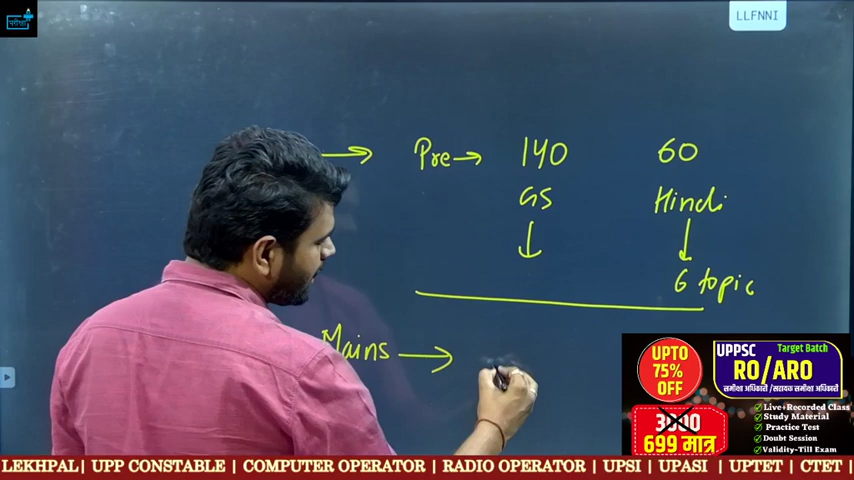 परीक्षा
LLFNNI
Pre → 140 60
GS Hindi
6 topic
Mains →
UPTO
75%
OFF
UPPSC Target Batch
RO/ARO
समीक्षा अधिकारी/सहायक समीक्षा अधिकारी
3000
699 मात्र
Live+Recorded Class
Study Material
Practice Test
Doubt Session
Validity-Till Exam
LEKHPAL| UPP CONSTABLE | COMPUTER OPERATOR | RADIO OPERATOR | UPSI | UPASI | UPTET | CTET |